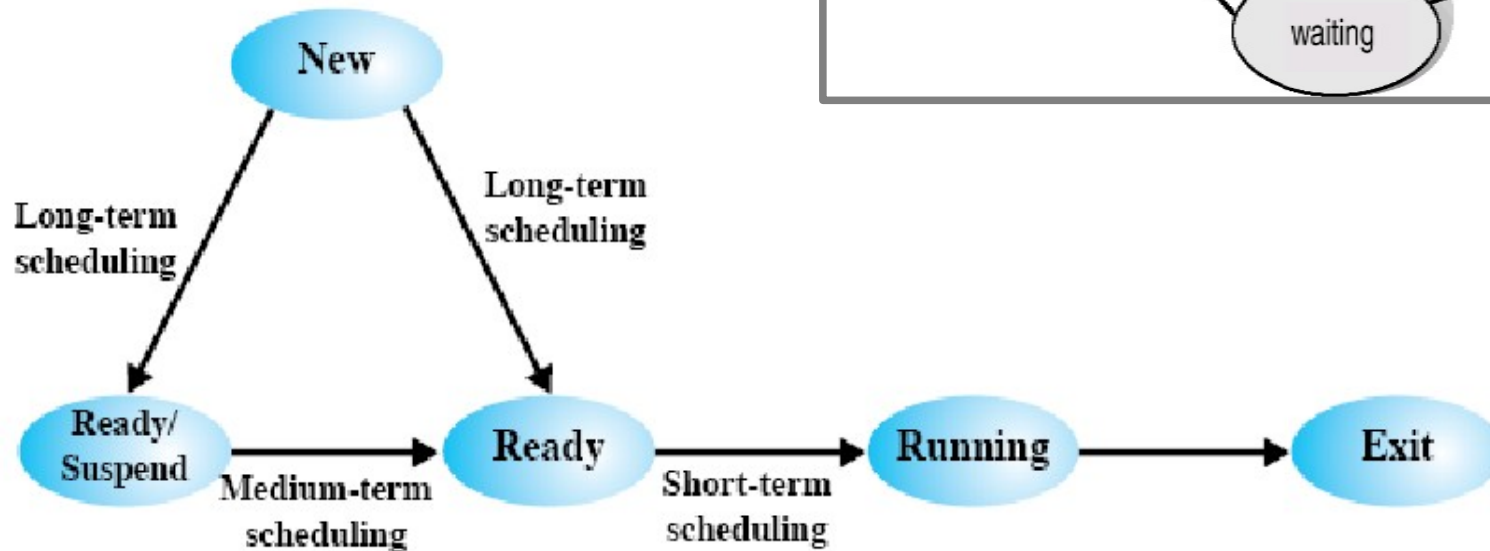 waiting
New
Long-term
scheduling
Long-term
scheduling
Ready/
Suspend
Ready
Running
Exit
Medium-term
scheduling
Short-term
scheduling